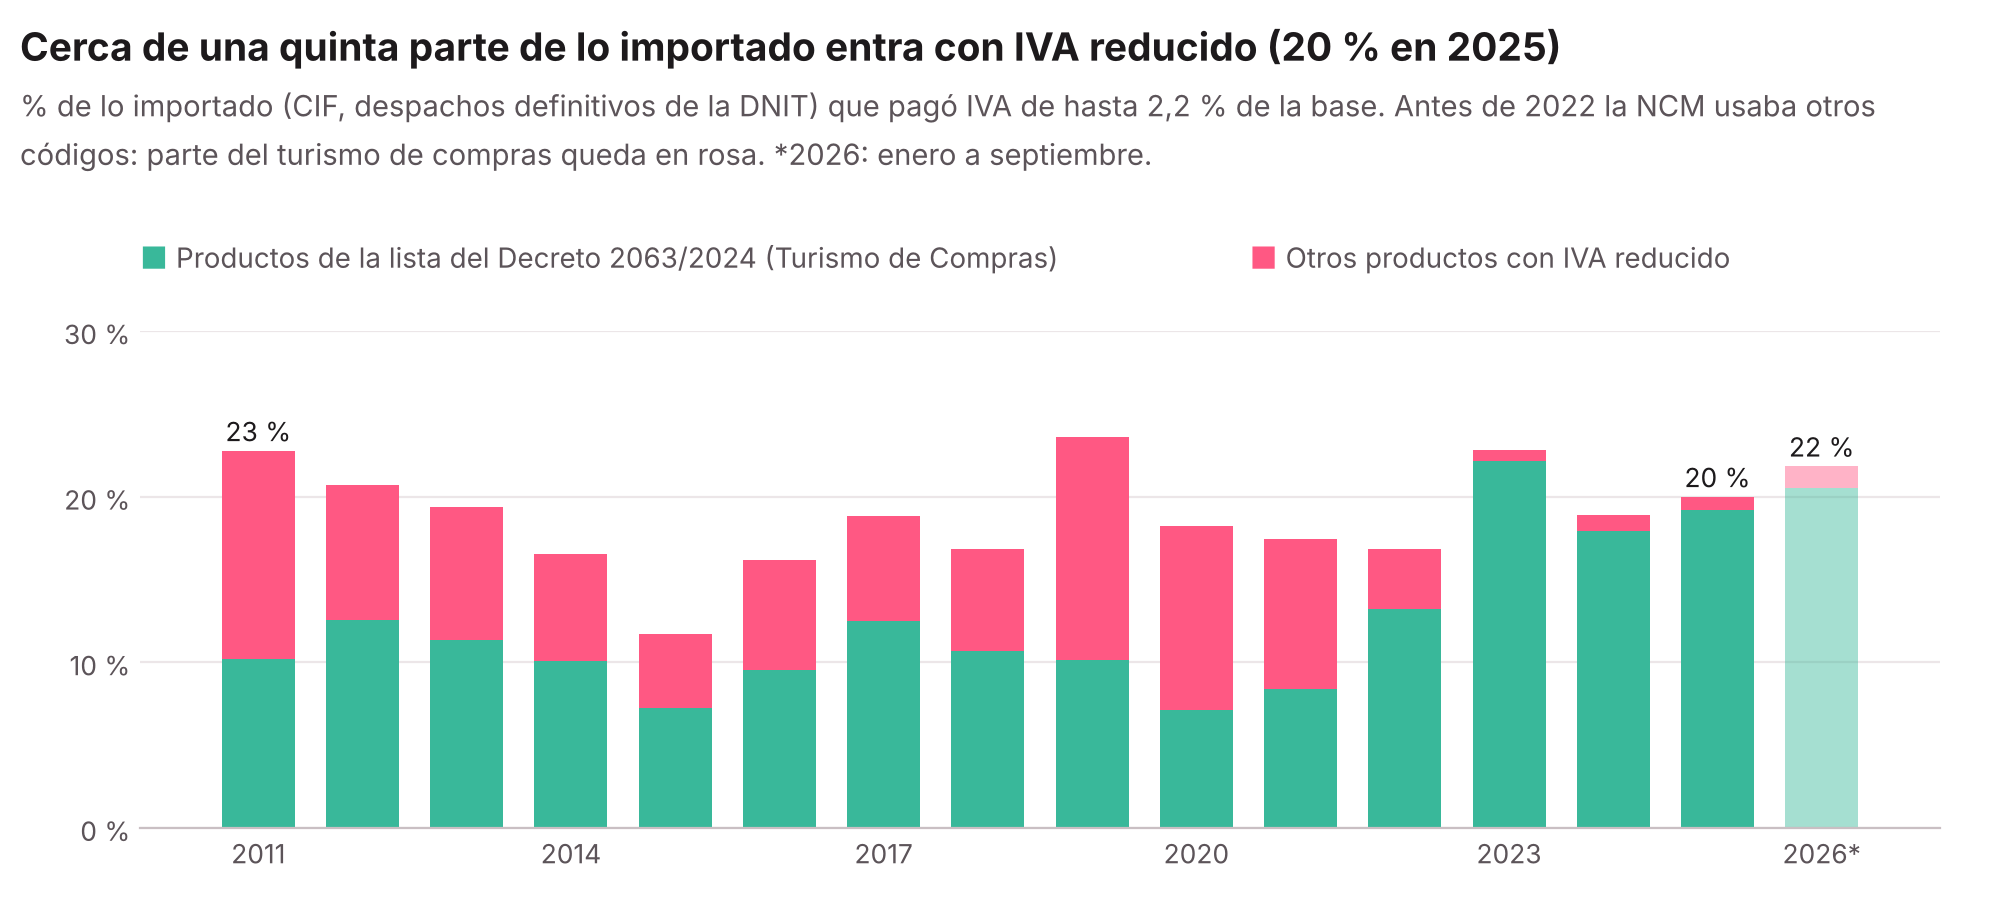 Cerca de una quinta parte de lo importado entra con IVA reducido (20 % en 2025)
% de lo importado (CIF, despachos definitivos de la DNIT) que pagó IVA de hasta 2,2 % de la base. Antes de 2022 la NCM usaba otros
códigos: parte del turismo de compras queda en rosa. *2026: enero a septiembre.
Productos de la lista del Decreto 2063/2024 (Turismo de Compras)
Otros productos con IVA reducido
30 %
20 %
10 %
0 %
23 %
20 %
22 %
2011
2014
2017
2020
2023
2026*